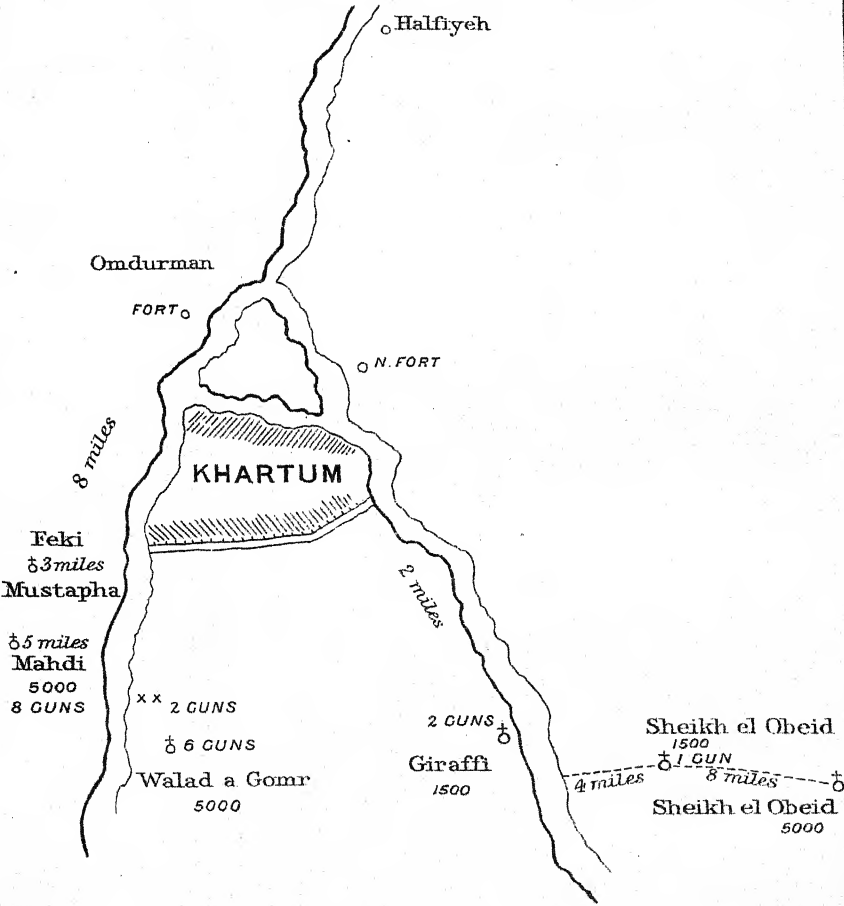 Halfiyeh
Omdurman
FORT
N. FORT
8 miles
KHARTUM
Feki
3 miles
Mustapha
2 miles
5 miles
Mahdi
5000
8 GUNS
x x 2 GUNS
6 GUNS
Walad a Gomr
5000
2 GUNS
Giraffi
1500
Sheikh el Obeid
1500
1 GUN
4 miles
8 miles
Sheikh el Obeid
5000